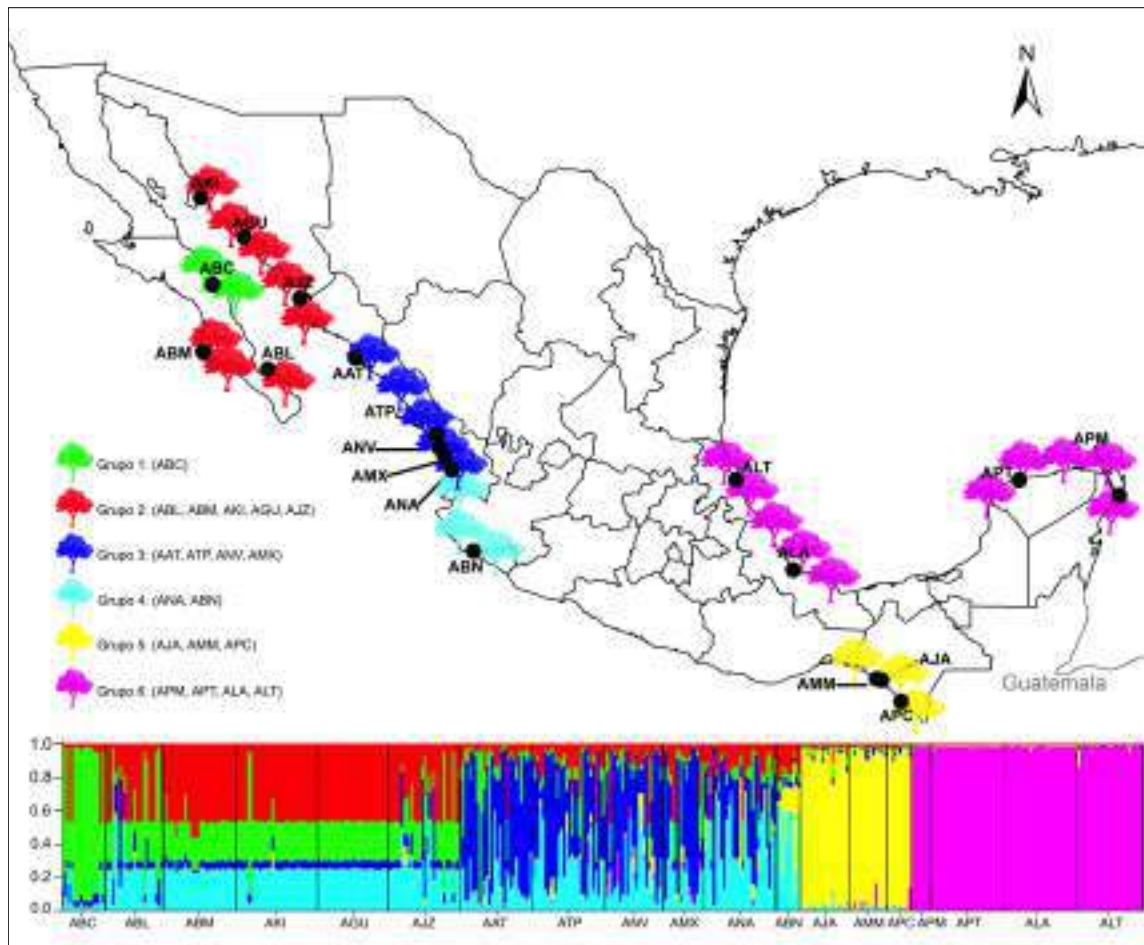 N
AKI
AGU
ABC
AJZ
ABM
ABL
AAT
ATP
ANV
AMX
ANA
ABN
ALT
ALA
APT
APM
AJA
AMM
APC
Guatemala
Grupo 1: (ABC)
Grupo 2: (ABL, ABM, AKI, AGU, AJZ)
Grupo 3: (AAT, ATP, ANV, AMX)
Grupo 4: (ANA, ABN)
Grupo 5: (AJA, AMM, APC)
Grupo 6: (APM, APT, ALA, ALT)
1.0
0.8
0.6
0.4
0.2
0.0
ABC ABL ABM AKI AGU AJZ AAT ATP ANV AMX ANA ABN AJA AMM APC APM APT ALA ALT